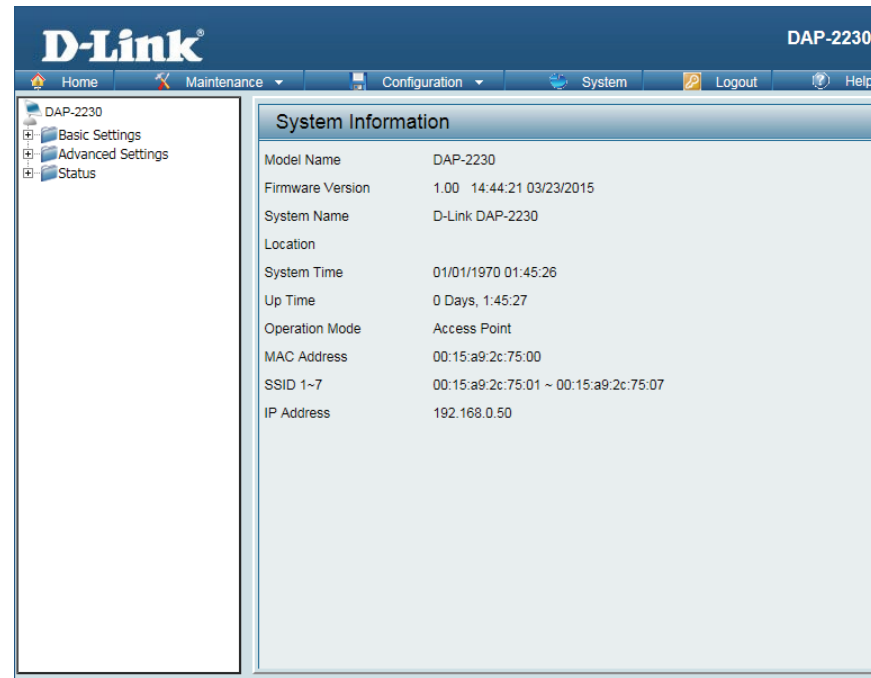 D-Link®
DAP-2230
Home Maintenance Configuration System Logout Help
DAP-2230
Basic Settings
Advanced Settings
Status
System Information
Model Name DAP-2230
Firmware Version 1.00 14:44:21 03/23/2015
System Name D-Link DAP-2230
Location
System Time 01/01/1970 01:45:26
Up Time 0 Days, 1:45:27
Operation Mode Access Point
MAC Address 00:15:a9:2c:75:00
SSID 1~7 00:15:a9:2c:75:01 ~ 00:15:a9:2c:75:07
IP Address 192.168.0.50